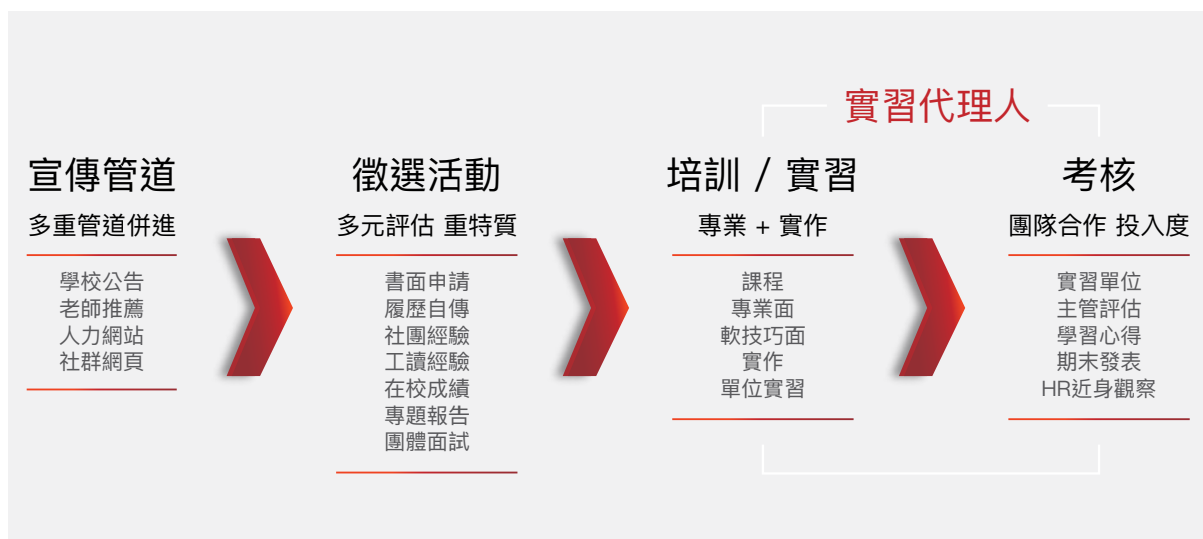 實習代理人
宣傳管道
多重管道併進
學校公告
老師推薦
人力網站
社群網頁
徵選活動
多元評估 重特質
書面申請
履歷自傳
社團經驗
工讀經驗
在校成績
專題報告
團體面試
培訓 / 實習
專業 + 實作
課程
專業面
軟技巧面
實作
單位實習
考核
團隊合作 投入度
實習單位
主管評估
學習心得
期末發表
HR近身觀察